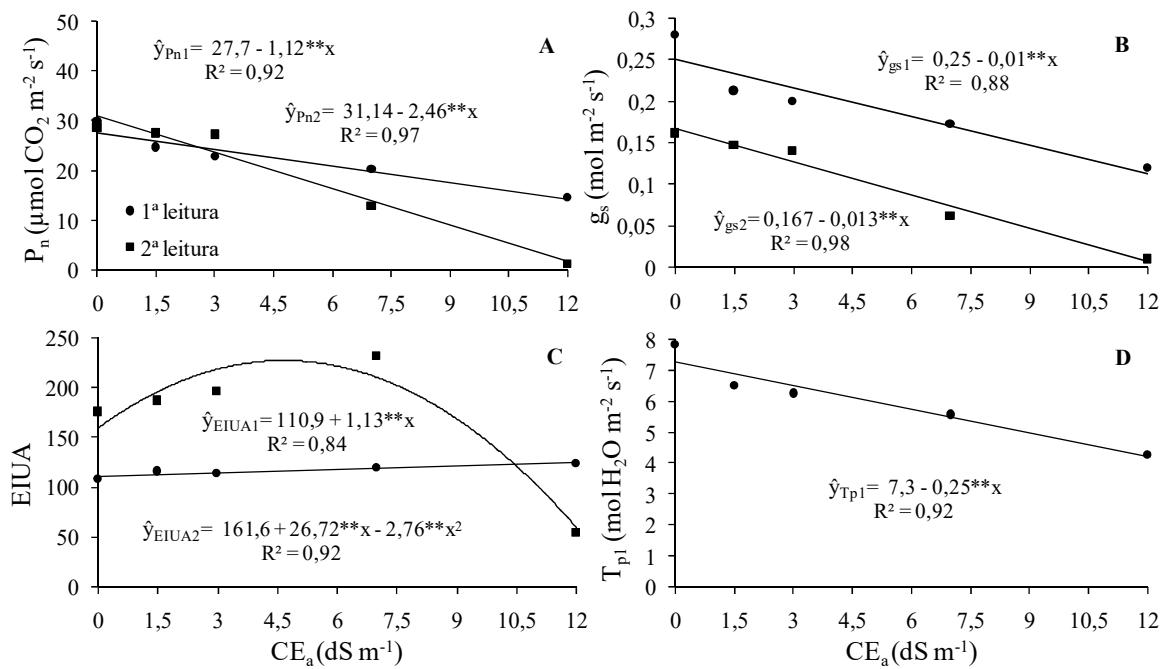 A
ŷPn1= 27,7 - 1,12**x
R² = 0,92
ŷPn2= 31,14 - 2,46**x
R² = 0,97
1ª leitura
2ª leitura
Pn (µmol CO2 m-2 s-1)
50
40
30
20
10
0
0 1,5 3 4,5 6 7,5 9 10,5 12
B
ŷgs1= 0,25 - 0,01**x
R² = 0,88
ŷgs2= 0,167 - 0,013**x
R² = 0,98
gs (mol m-2 s-1)
0,3
0,25
0,2
0,15
0,1
0,05
0
0 1,5 3 4,5 6 7,5 9 10,5 12
C
ŷEIUA1= 110,9 + 1,13**x
R² = 0,84
ŷEIUA2 = 161,6 + 26,72**x - 2,76**x²
R² = 0,92
EIUA
250
200
150
100
50
0
0 1,5 3 4,5 6 7,5 9 10,5 12
CEa (dS m-1)
D
ŷTp1= 7,3 - 0,25**x
R² = 0,92
Tp1 (mol H2O m-2 s-1)
8
7
6
5
4
3
2
1
0
0 1,5 3 4,5 6 7,5 9 10,5 12
CEa (dS m-1)